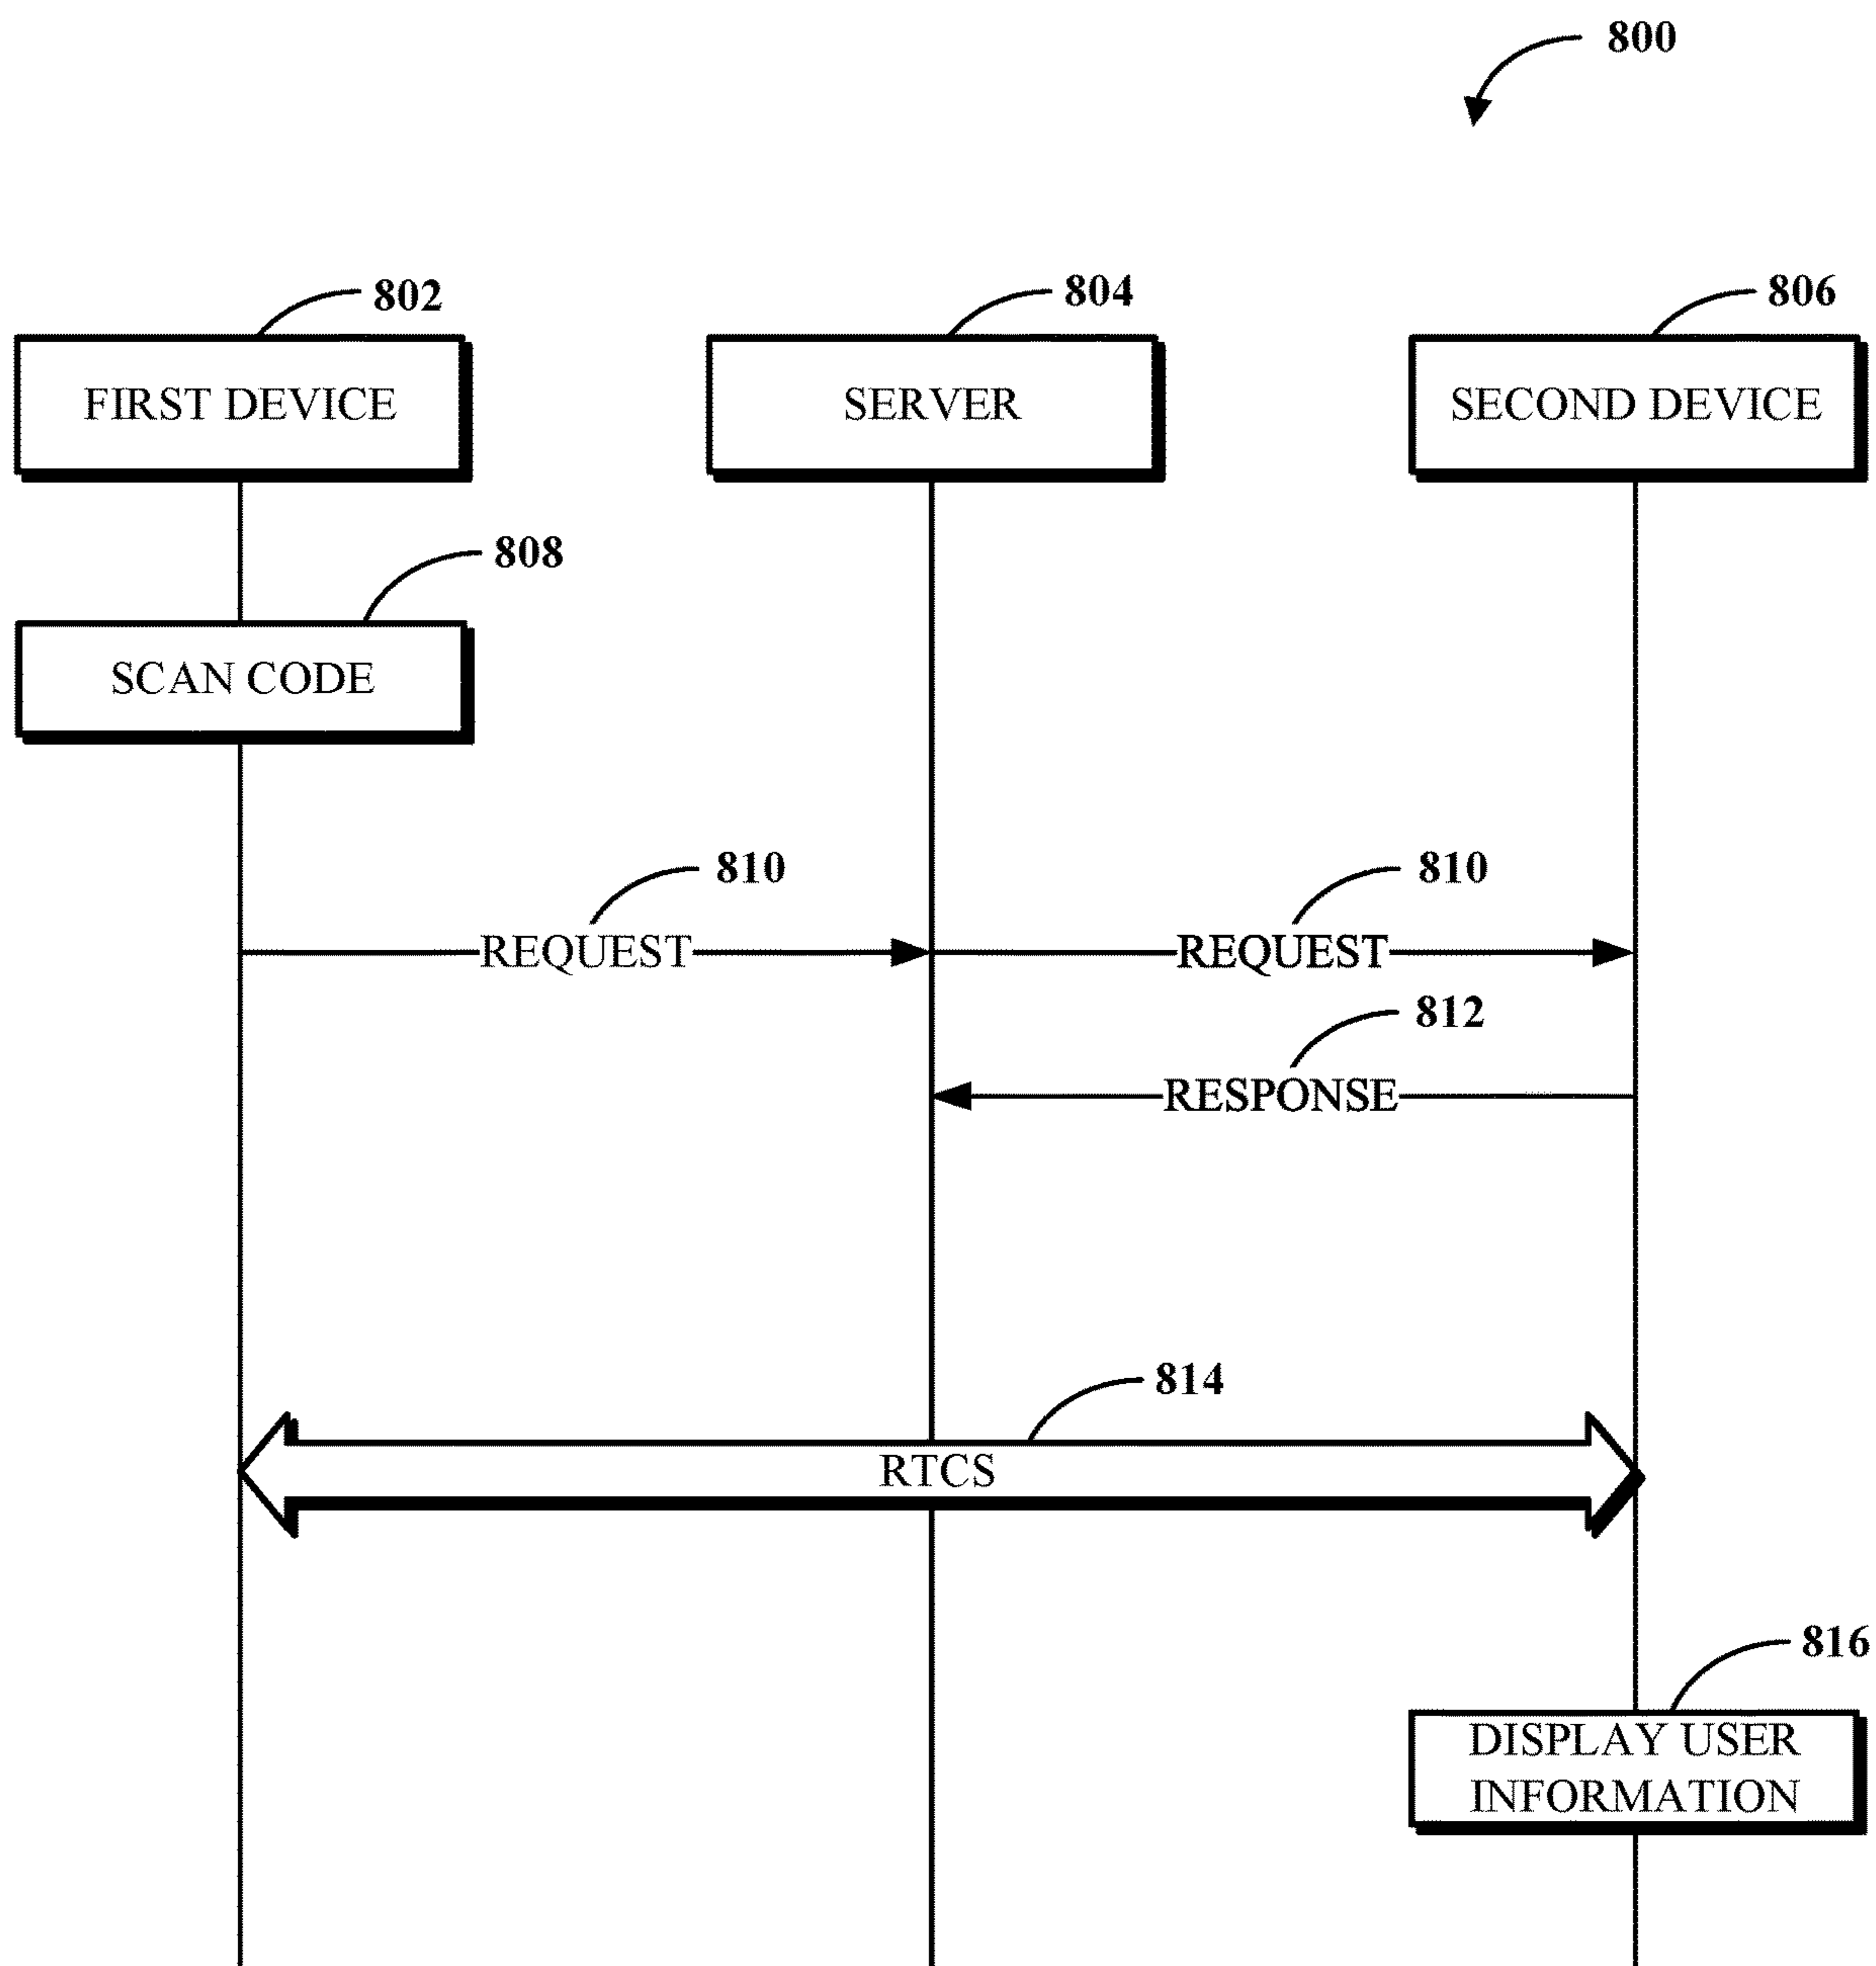 800
802
804
806
FIRST DEVICE
SERVER
SECOND DEVICE
808
SCAN CODE
810
810
REQUEST
REQUEST
812
RESPONSE
814
RTCS
816
DISPLAY USER
INFORMATION